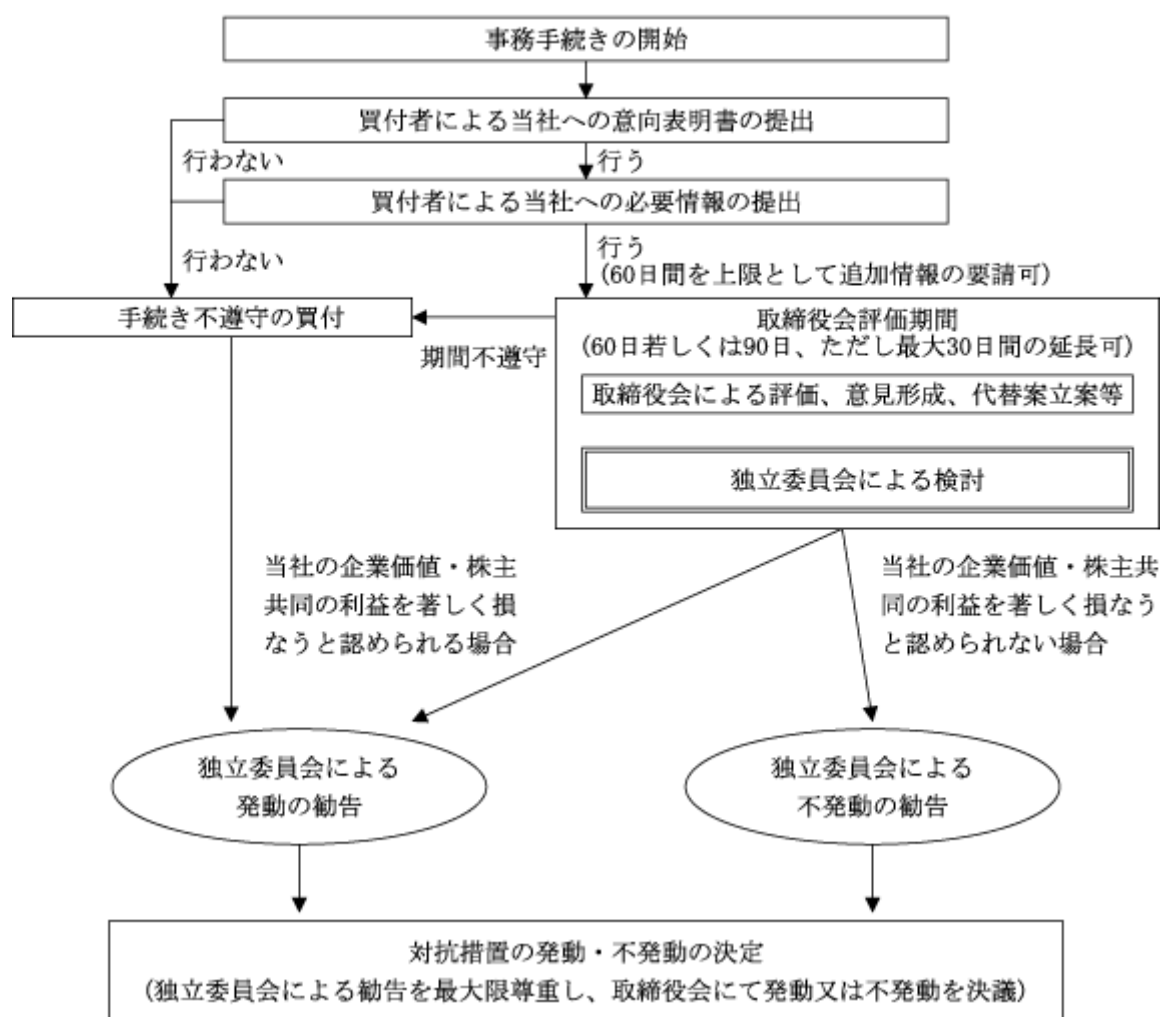 事務手続きの開始
買付者による当社への意向表明書の提出
行わない
行う
買付者による当社への必要情報の提出
行わない
行う
(60日間を上限として追加情報の要請可)
手続き不遵守の買付
期間不遵守
取締役会評価期間
(60日若しくは90日、ただし最大30日間の延長可)
取締役会による評価、意見形成、代替案立案等
独立委員会による検討
当社の企業価値・株主
共同の利益を著しく損
なうと認められる場合
当社の企業価値・株主共
同の利益を著しく損なう
と認められない場合
独立委員会による
発動の勧告
独立委員会による
不発動の勧告
対抗措置の発動・不発動の決定
(独立委員会による勧告を最大限尊重し、取締役会にて発動又は不発動を決議)